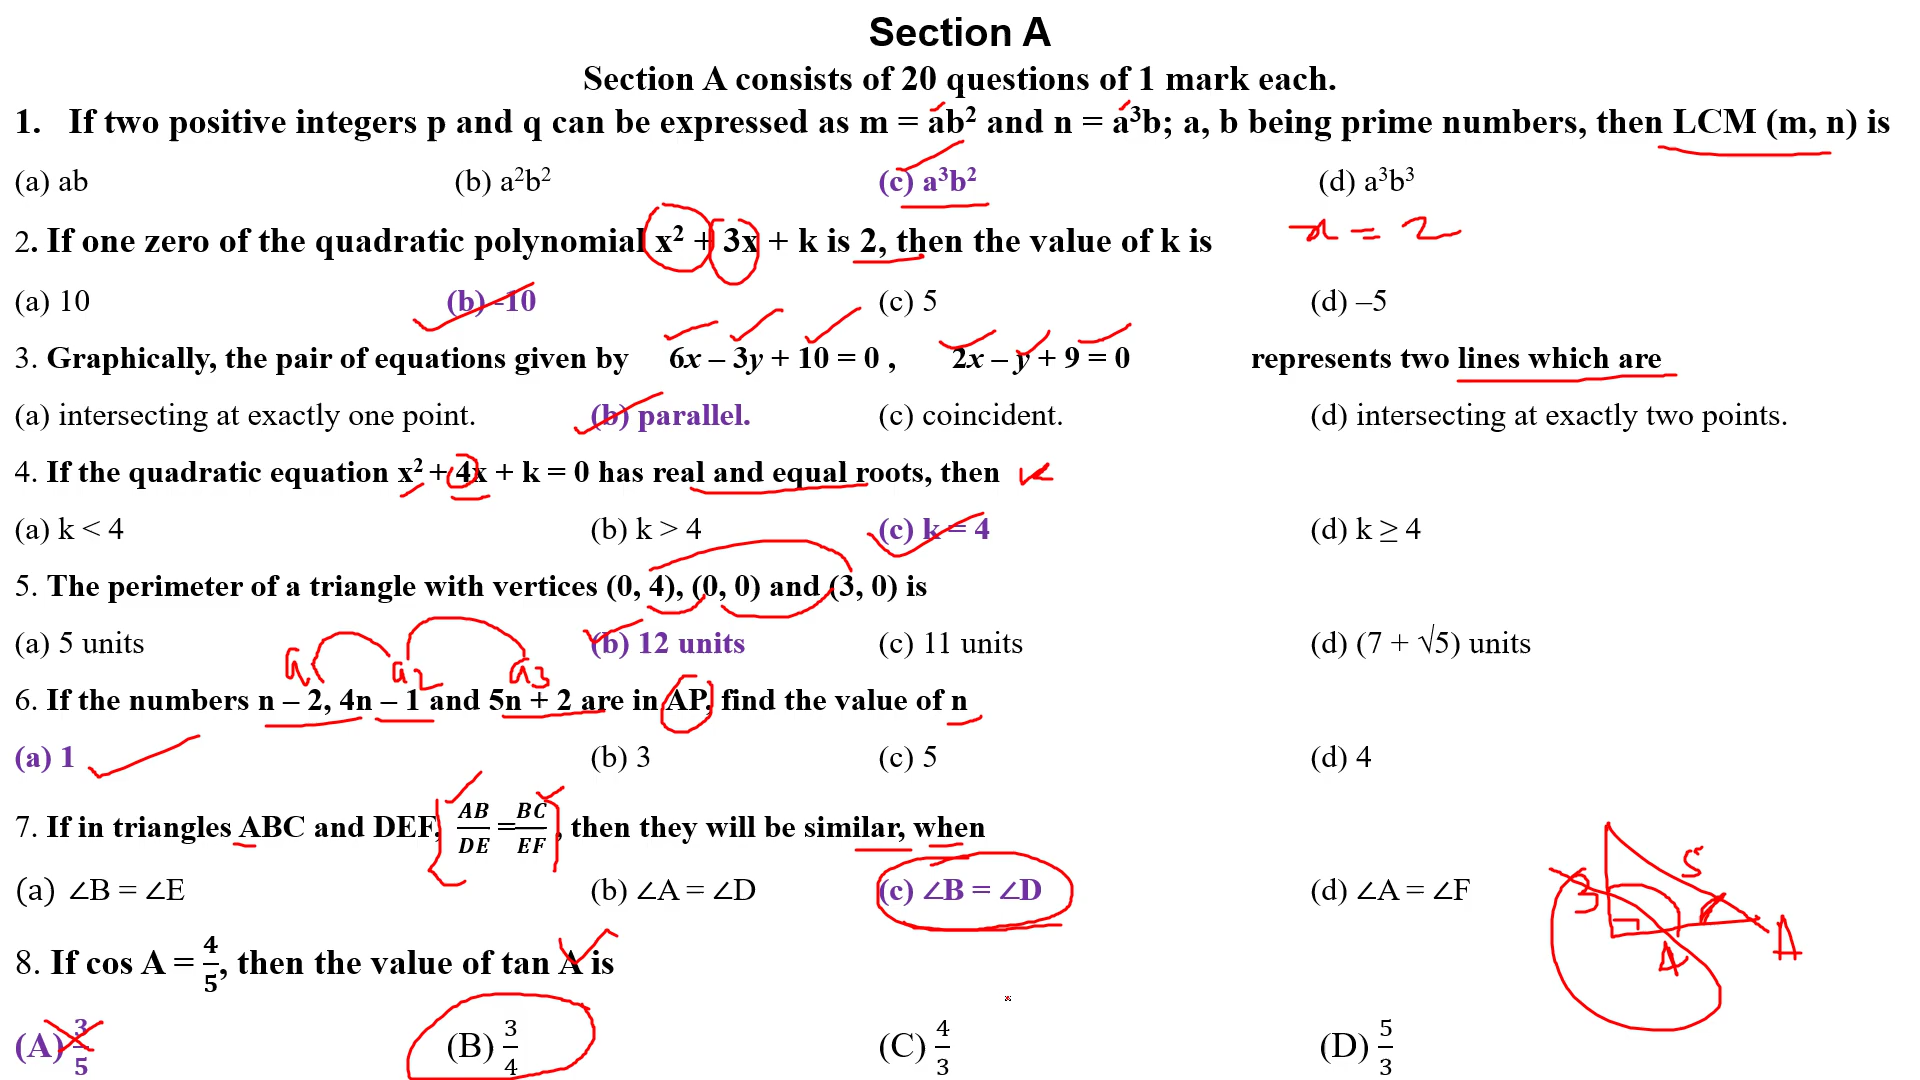 Section A
Section A consists of 20 questions of 1 mark each.
1. If two positive integers p and q can be expressed as m = ab² and n = a³b; a, b being prime numbers, then LCM (m, n) is
(a) ab (b) a²b² (c) a³b² (d) a³b³
2. If one zero of the quadratic polynomial x² + 3x + k is 2, then the value of k is x = 2
(a) 10 (b) -10 (c) 5 (d) –5
3. Graphically, the pair of equations given by 6x – 3y + 10 = 0 , 2x – y + 9 = 0 represents two lines which are
(a) intersecting at exactly one point. (b) parallel. (c) coincident. (d) intersecting at exactly two points.
4. If the quadratic equation x² + 4x + k = 0 has real and equal roots, then k
(a) k < 4 (b) k > 4 (c) k = 4 (d) k ≥ 4
5. The perimeter of a triangle with vertices (0, 4), (0, 0) and (3, 0) is
(a) 5 units (b) 12 units (c) 11 units (d) (7 + √5) units
a1 a2 a3
6. If the numbers n – 2, 4n – 1 and 5n + 2 are in AP, find the value of n
(a) 1 (b) 3 (c) 5 (d) 4
7. If in triangles ABC and DEF, AB/DE = BC/EF, then they will be similar, when
(a) ∠B = ∠E (b) ∠A = ∠D (c) ∠B = ∠D (d) ∠A = ∠F
5
3
4 A
8. If cos A = 4/5, then the value of tan A is
(A) 3/5 (B) 3/4 (C) 4/3 (D) 5/3